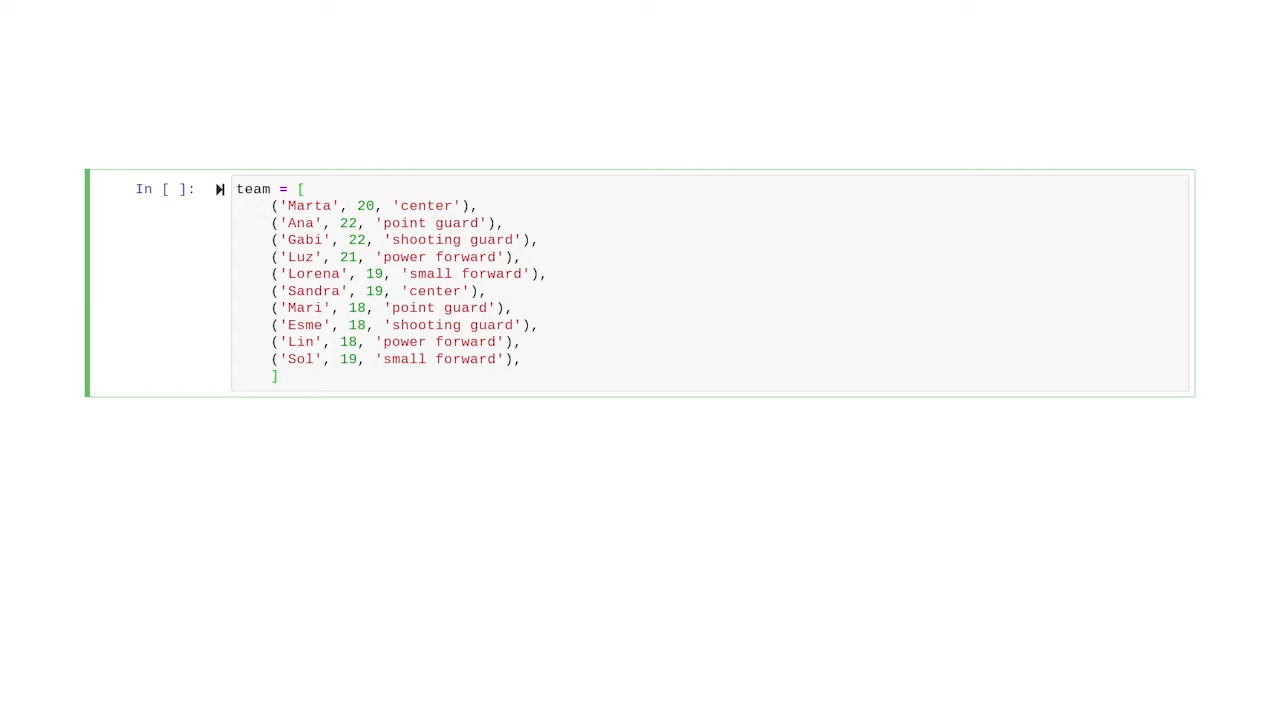 In [ ]: team = [
('Marta', 20, 'center'),
('Ana', 22, 'point guard'),
('Gabi', 22, 'shooting guard'),
('Luz', 21, 'power forward'),
('Lorena', 19, 'small forward'),
('Sandra', 19, 'center'),
('Mari', 18, 'point guard'),
('Esme', 18, 'shooting guard'),
('Lin', 18, 'power forward'),
('Sol', 19, 'small forward'),
]